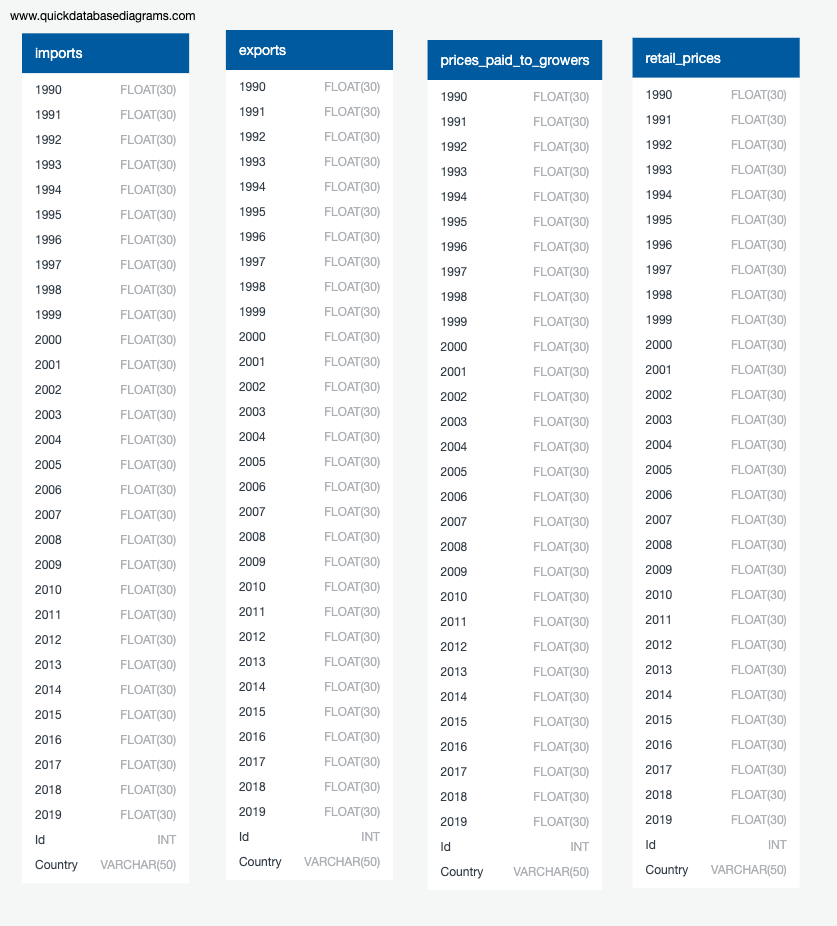 www.quickdatabasediagrams.com
imports
1990 FLOAT(30)
1991 FLOAT(30)
1992 FLOAT(30)
1993 FLOAT(30)
1994 FLOAT(30)
1995 FLOAT(30)
1996 FLOAT(30)
1997 FLOAT(30)
1998 FLOAT(30)
1999 FLOAT(30)
2000 FLOAT(30)
2001 FLOAT(30)
2002 FLOAT(30)
2003 FLOAT(30)
2004 FLOAT(30)
2005 FLOAT(30)
2006 FLOAT(30)
2007 FLOAT(30)
2008 FLOAT(30)
2009 FLOAT(30)
2010 FLOAT(30)
2011 FLOAT(30)
2012 FLOAT(30)
2013 FLOAT(30)
2014 FLOAT(30)
2015 FLOAT(30)
2016 FLOAT(30)
2017 FLOAT(30)
2018 FLOAT(30)
2019 FLOAT(30)
Id INT
Country VARCHAR(50)
exports
1990 FLOAT(30)
1991 FLOAT(30)
1992 FLOAT(30)
1993 FLOAT(30)
1994 FLOAT(30)
1995 FLOAT(30)
1996 FLOAT(30)
1997 FLOAT(30)
1998 FLOAT(30)
1999 FLOAT(30)
2000 FLOAT(30)
2001 FLOAT(30)
2002 FLOAT(30)
2003 FLOAT(30)
2004 FLOAT(30)
2005 FLOAT(30)
2006 FLOAT(30)
2007 FLOAT(30)
2008 FLOAT(30)
2009 FLOAT(30)
2010 FLOAT(30)
2011 FLOAT(30)
2012 FLOAT(30)
2013 FLOAT(30)
2014 FLOAT(30)
2015 FLOAT(30)
2016 FLOAT(30)
2017 FLOAT(30)
2018 FLOAT(30)
2019 FLOAT(30)
Id INT
Country VARCHAR(50)
prices_paid_to_growers
1990 FLOAT(30)
1991 FLOAT(30)
1992 FLOAT(30)
1993 FLOAT(30)
1994 FLOAT(30)
1995 FLOAT(30)
1996 FLOAT(30)
1997 FLOAT(30)
1998 FLOAT(30)
1999 FLOAT(30)
2000 FLOAT(30)
2001 FLOAT(30)
2002 FLOAT(30)
2003 FLOAT(30)
2004 FLOAT(30)
2005 FLOAT(30)
2006 FLOAT(30)
2007 FLOAT(30)
2008 FLOAT(30)
2009 FLOAT(30)
2010 FLOAT(30)
2011 FLOAT(30)
2012 FLOAT(30)
2013 FLOAT(30)
2014 FLOAT(30)
2015 FLOAT(30)
2016 FLOAT(30)
2017 FLOAT(30)
2018 FLOAT(30)
2019 FLOAT(30)
Id INT
Country VARCHAR(50)
retail_prices
1990 FLOAT(30)
1991 FLOAT(30)
1992 FLOAT(30)
1993 FLOAT(30)
1994 FLOAT(30)
1995 FLOAT(30)
1996 FLOAT(30)
1997 FLOAT(30)
1998 FLOAT(30)
1999 FLOAT(30)
2000 FLOAT(30)
2001 FLOAT(30)
2002 FLOAT(30)
2003 FLOAT(30)
2004 FLOAT(30)
2005 FLOAT(30)
2006 FLOAT(30)
2007 FLOAT(30)
2008 FLOAT(30)
2009 FLOAT(30)
2010 FLOAT(30)
2011 FLOAT(30)
2012 FLOAT(30)
2013 FLOAT(30)
2014 FLOAT(30)
2015 FLOAT(30)
2016 FLOAT(30)
2017 FLOAT(30)
2018 FLOAT(30)
2019 FLOAT(30)
Id INT
Country VARCHAR(50)